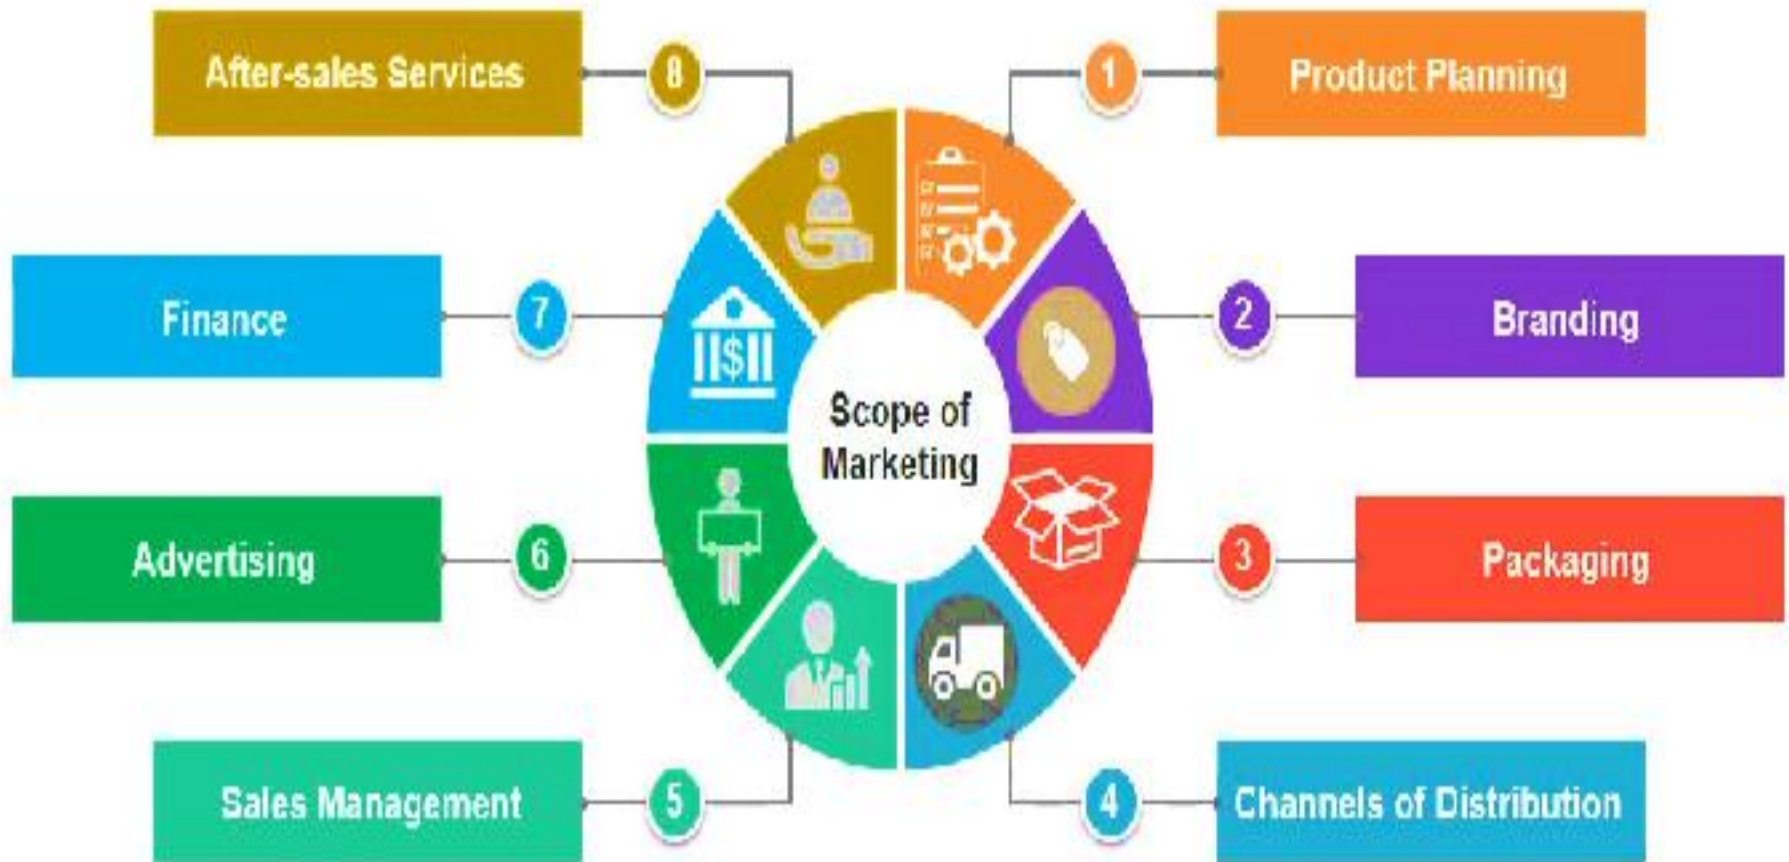 Scope of
Marketing
1
Product Planning
2
Branding
3
Packaging
4
Channels of Distribution
5
Sales Management
6
Advertising
7
Finance
$
8
After-sales Services